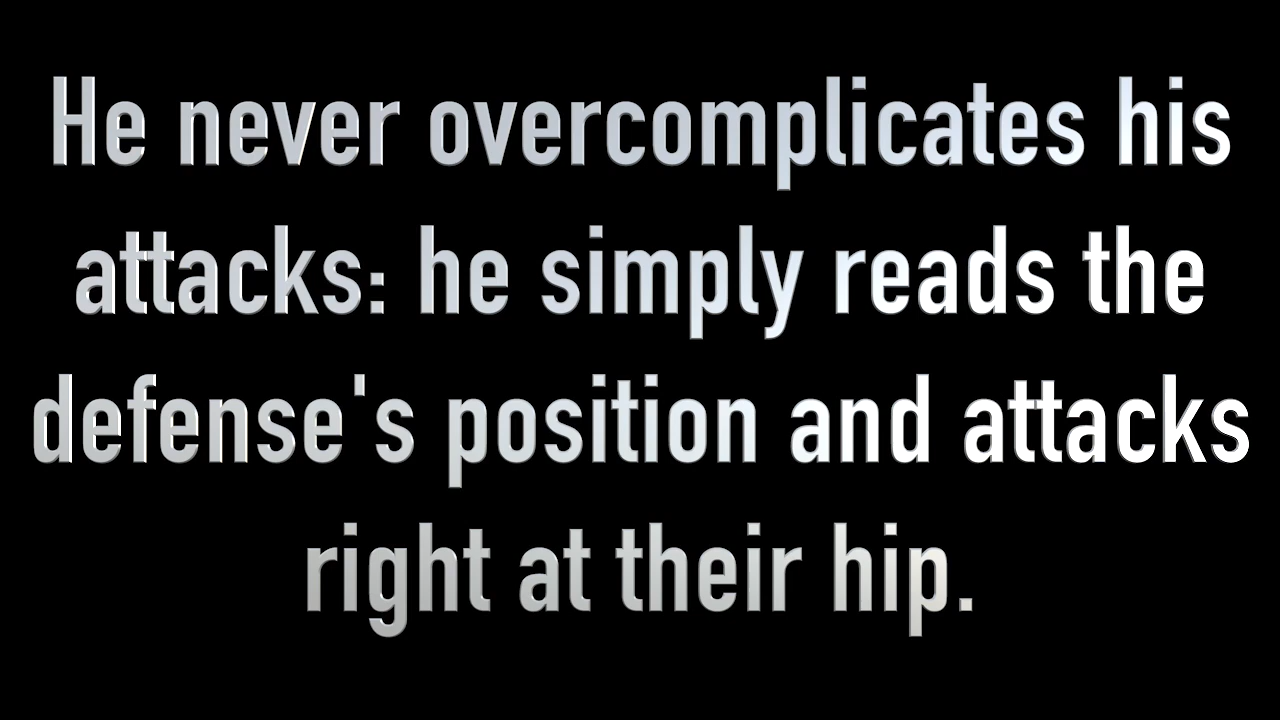 He never overcomplicates his
attacks: he simply reads the
defense's position and attacks
right at their hip.